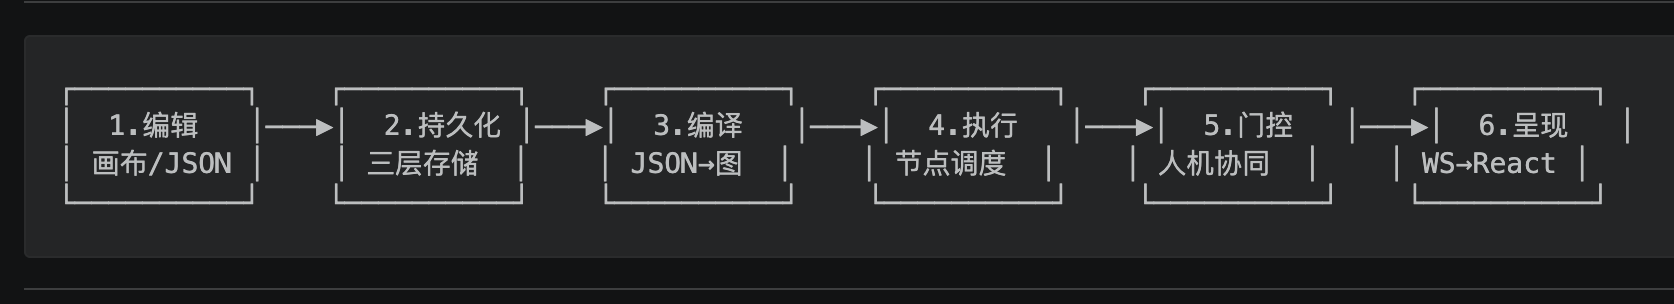 1.编辑 2.持久化 3.编译 4.执行 5.门控 6.呈现
画布/JSON 三层存储 JSON→图 节点调度 人机协同 WS→React